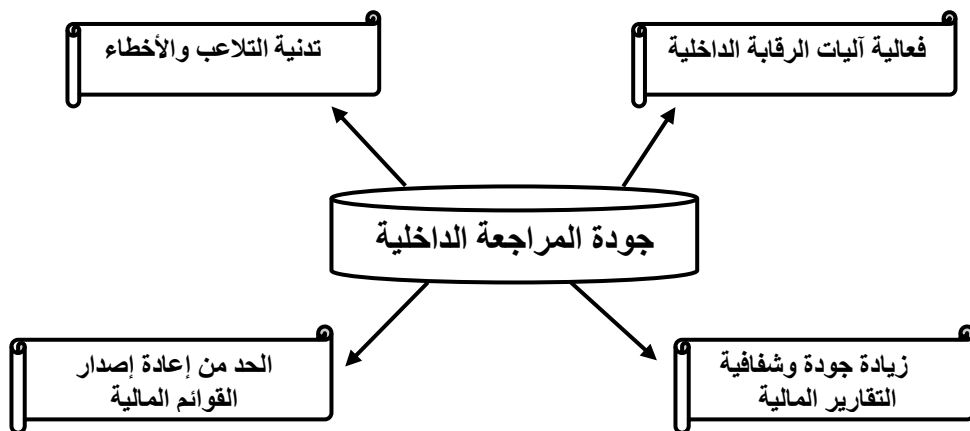 فعالية آليات الرقابة الداخلية
تدنية التلاعب والأخطاء
جودة المراجعة الداخلية
زيادة جودة وشفافية
التقارير المالية
الحد من إعادة إصدار
القوائم المالية